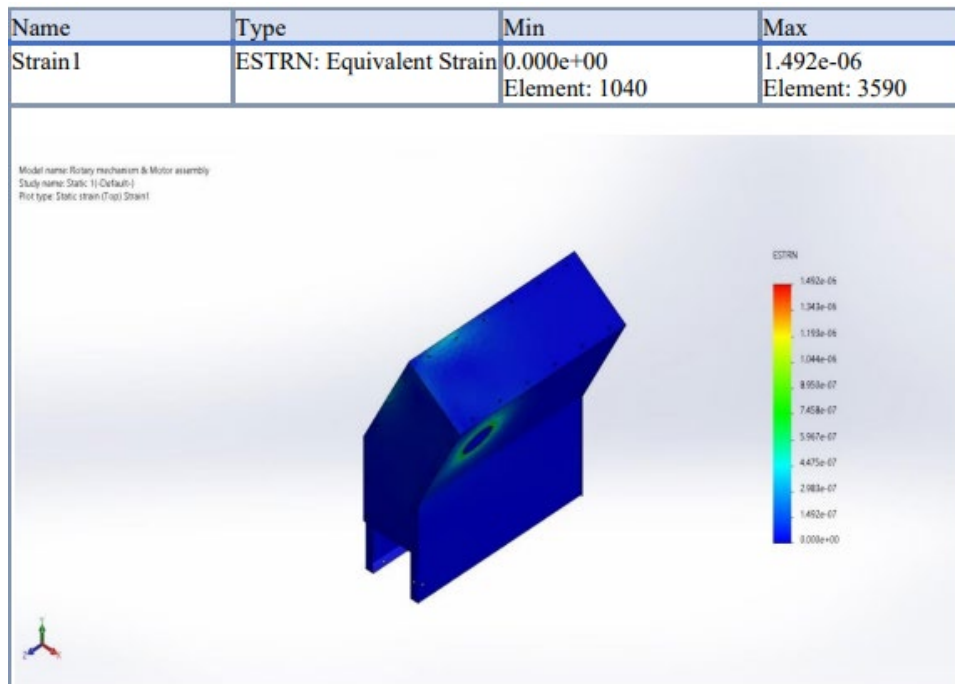 Name Type Min Max
Strain1 ESTRN: Equivalent Strain 0.000e+00 1.492e-06
Element: 1040 Element: 3590
Model name: Rotary mechanism & Motor assembly
Study name: Static 1(-Default-)
Plot type: Static strain (Top) Strain1
ESTRN
1.492e-06
1.343e-06
1.193e-06
1.044e-06
8.950e-07
7.458e-07
5.967e-07
4.475e-07
2.983e-07
1.492e-07
0.000e+00
Y
Z
X